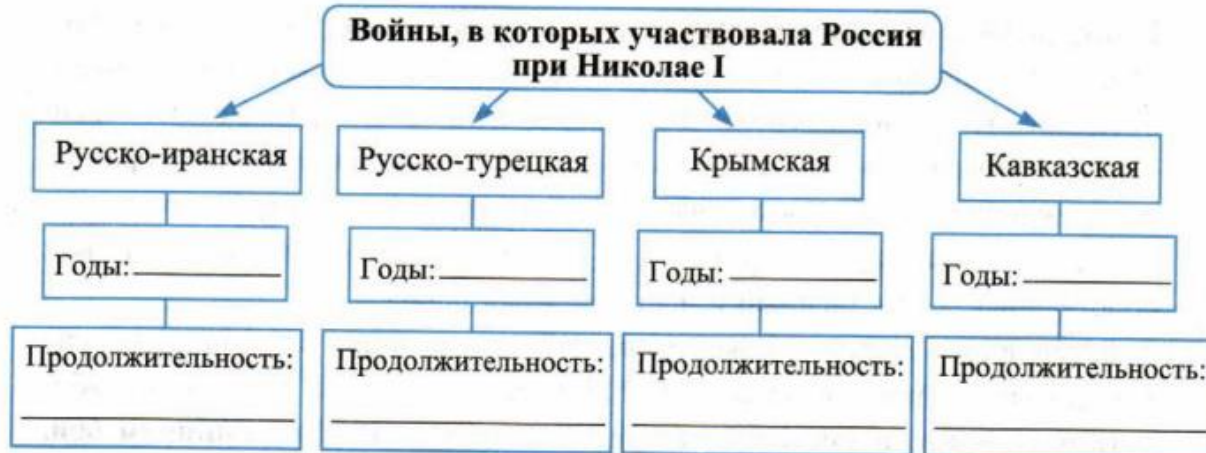 Войны, в которых участвовала Россия
при Николае I
Русско-иранская
Русско-турецкая
Крымская
Кавказская
Годы:
Годы:
Годы:
Годы:
Продолжительность:
Продолжительность:
Продолжительность:
Продолжительность: